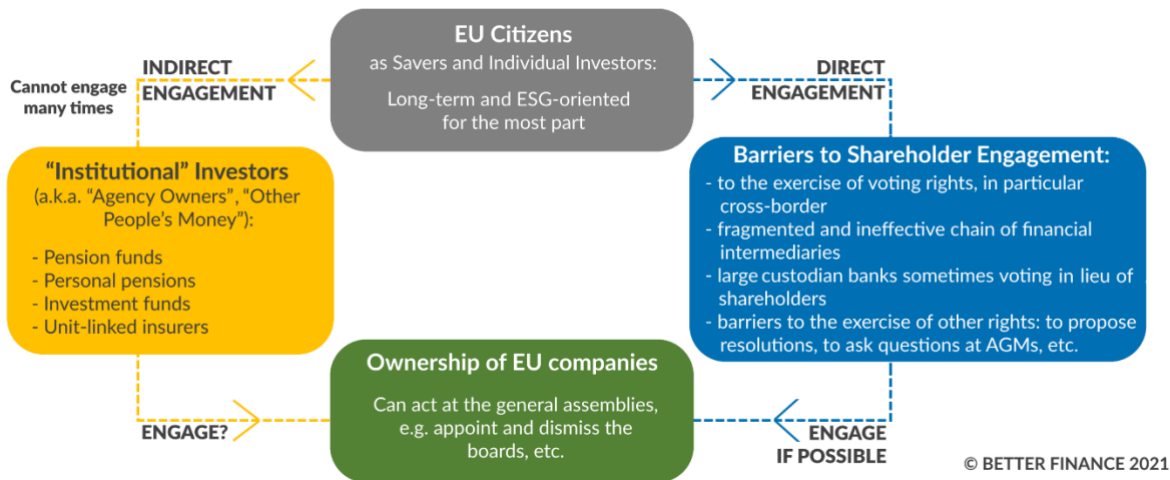 EU Citizens
as Savers and Individual Investors:
Long-term and ESG-oriented
for the most part
INDIRECT
ENGAGEMENT
Cannot engage
many times
DIRECT
ENGAGEMENT
“Institutional” Investors
(a.k.a. “Agency Owners”, “Other
People’s Money”):
- Pension funds
- Personal pensions
- Investment funds
- Unit-linked insurers
Barriers to Shareholder Engagement:
- to the exercise of voting rights, in particular
cross-border
- fragmented and ineffective chain of financial
intermediaries
- large custodian banks sometimes voting in lieu of
shareholders
- barriers to the exercise of other rights: to propose
resolutions, to ask questions at AGMs, etc.
Ownership of EU companies
Can act at the general assemblies,
e.g. appoint and dismiss the
boards, etc.
ENGAGE?
ENGAGE
IF POSSIBLE
© BETTER FINANCE 2021